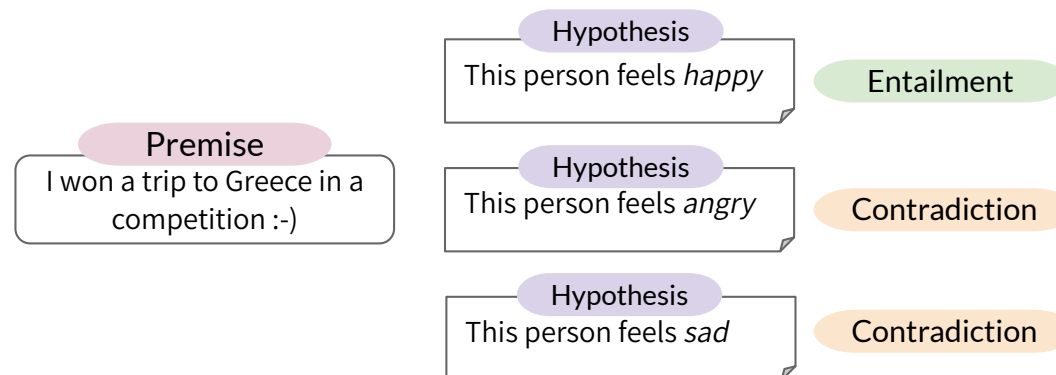 Premise
I won a trip to Greece in a
competition :-)
Hypothesis
This person feels happy
Entailment
Hypothesis
This person feels angry
Contradiction
Hypothesis
This person feels sad
Contradiction